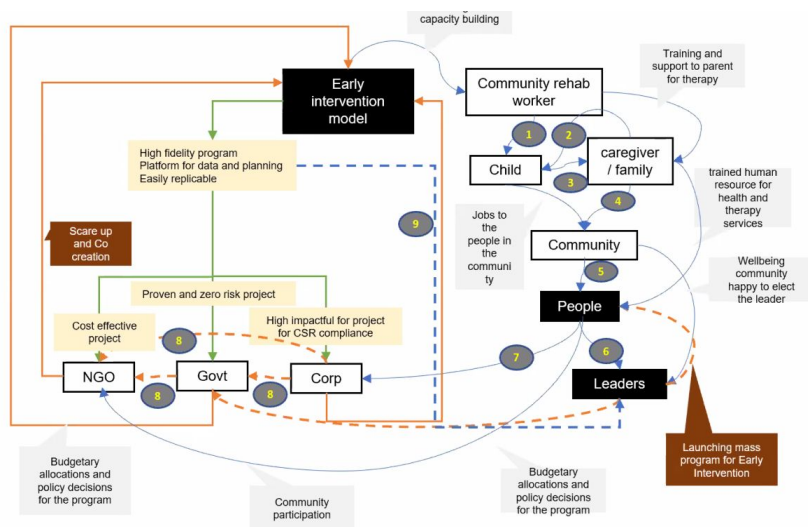 capacity building
Early
intervention
model
Community rehab
worker
Training and
support to parent
for therapy
1
2
High fidelity program
Platform for data and planning
Easily replicable
Child
caregiver
/ family
3
4
trained human
resource for
health and
therapy
services
Scare up
and Co
creation
9
Jobs to
the people
in the
communi
ty
Community
5
Wellbeing
community
happy to elect
the leader
Proven and zero risk project
People
Cost effective
project
High impactful for project
for CSR compliance
8
7
6
NGO
Govt
Corp
8
8
Leaders
Launching mass
program for Early
Intervention
Budgetary
allocations and
policy decisions
for the program
Community
participation
Budgetary
allocations and
policy decisions
for the program